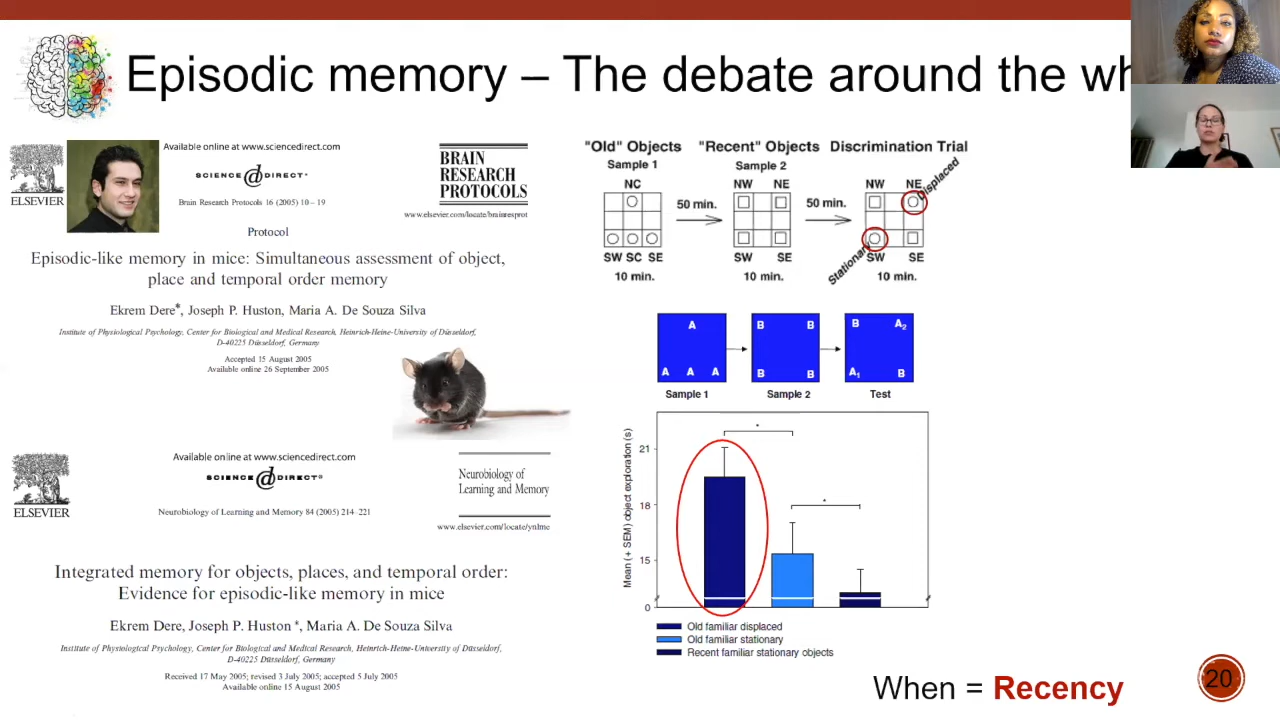 Episodic memory – The debate around the wh
ELSEVIER
Available online at www.sciencedirect.com
SCIENCE DIRECT®
Brain Research Protocols 16 (2005) 10 – 19
BRAIN
RESEARCH
PROTOCOLS
www.elsevier.com/locate/brainresprot
Protocol
Episodic-like memory in mice: Simultaneous assessment of object,
place and temporal order memory
Ekrem Dere*, Joseph P. Huston, Maria A. De Souza Silva
Institute of Physiological Psychology, Center for Biological and Medical Research, Heinrich-Heine-University of Düsseldorf,
D-40225 Düsseldorf, Germany
Accepted 15 August 2005
Available online 26 September 2005
ELSEVIER
Available online at www.sciencedirect.com
SCIENCE DIRECT®
Neurobiology of Learning and Memory 84 (2005) 214–221
Neurobiology of
Learning and Memory
www.elsevier.com/locate/ynlme
Integrated memory for objects, places, and temporal order:
Evidence for episodic-like memory in mice
Ekrem Dere, Joseph P. Huston *, Maria A. De Souza Silva
Institute of Physiological Psychology, Center for Biological and Medical Research, Heinrich-Heine-University of Düsseldorf,
D-40225 Düsseldorf, Germany
Received 17 May 2005; revised 3 July 2005; accepted 5 July 2005
Available online 15 August 2005
"Old" Objects "Recent" Objects Discrimination Trial
Sample 1 Sample 2
NC NW NE NW NE
Displaced
50 min. 50 min.
SW SC SE SW SE SW SE
Stationary
10 min. 10 min. 10 min.
A B B B A2
A A A B B A1 B
Sample 1 Sample 2 Test
Mean (+ SEM) object exploration (s)
* *
21
18
15
0
Old familiar displaced
Old familiar stationary
Recent familiar stationary objects
When = Recency
20